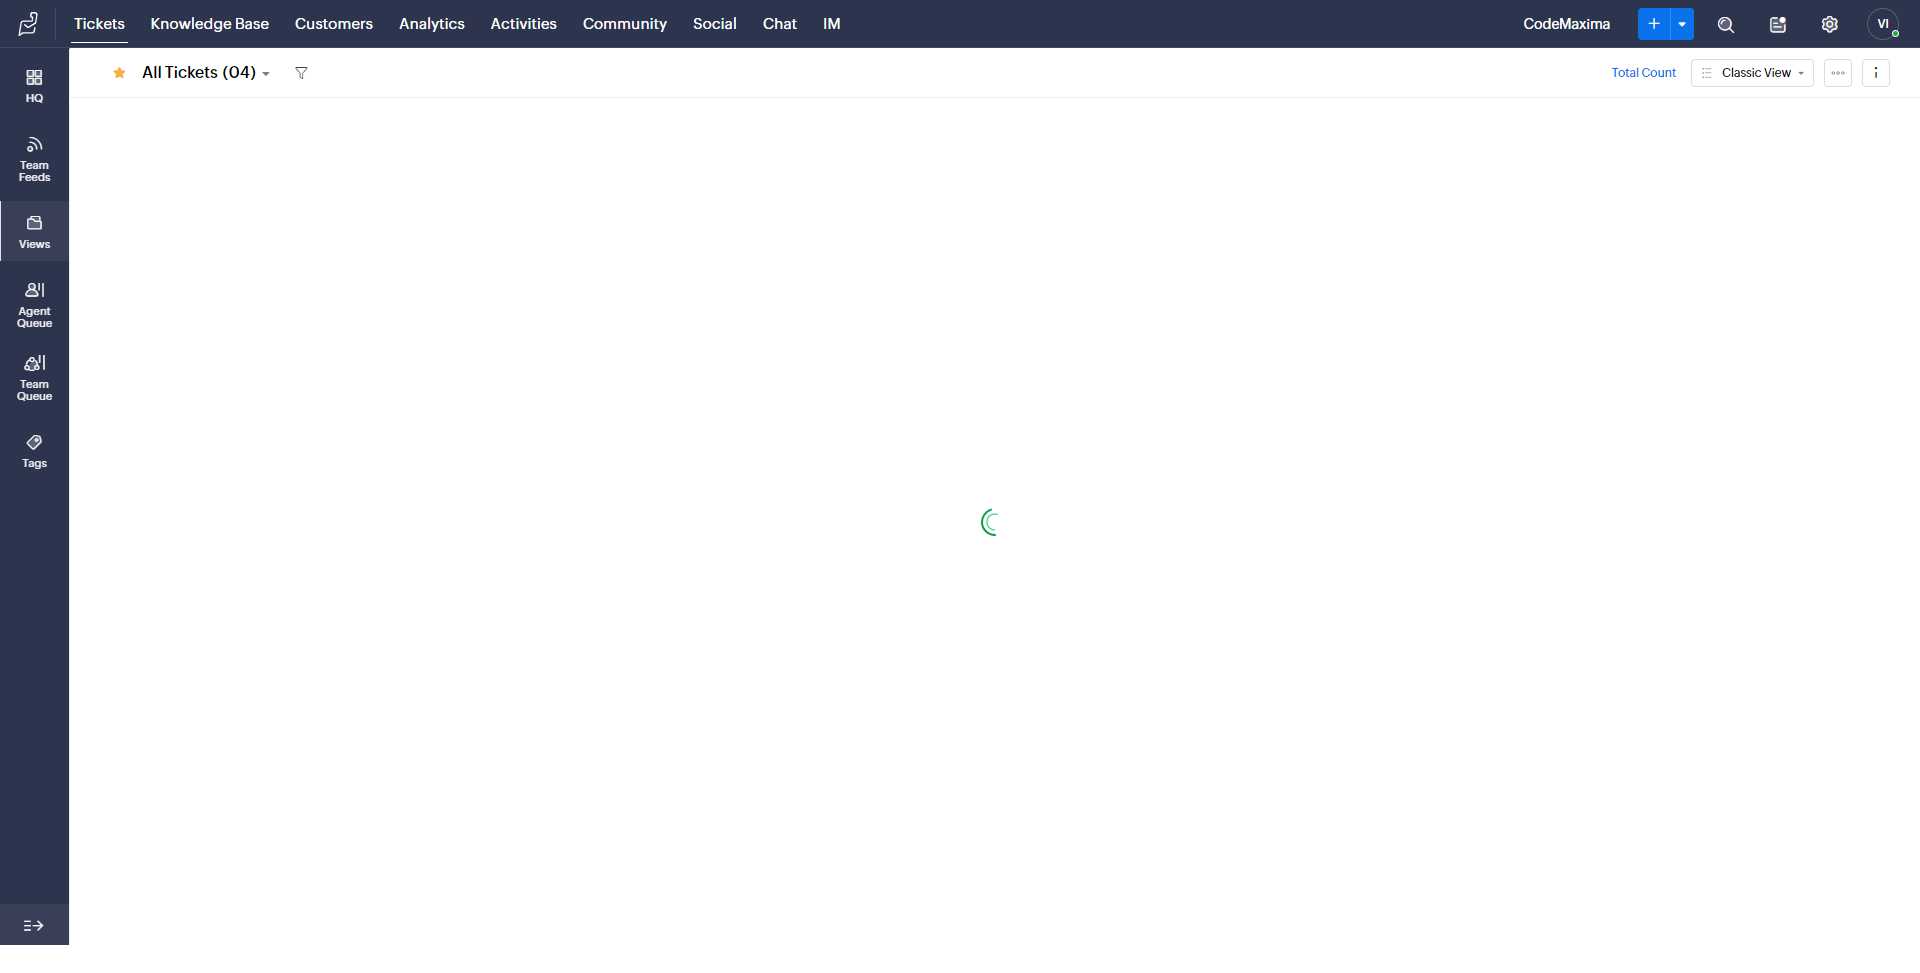 Tickets Knowledge Base Customers Analytics Activities Community Social Chat IM CodeMaxima VI
All Tickets (04) Total Count Classic View
HQ
Team
Feeds
Views
Agent
Queue
Team
Queue
Tags